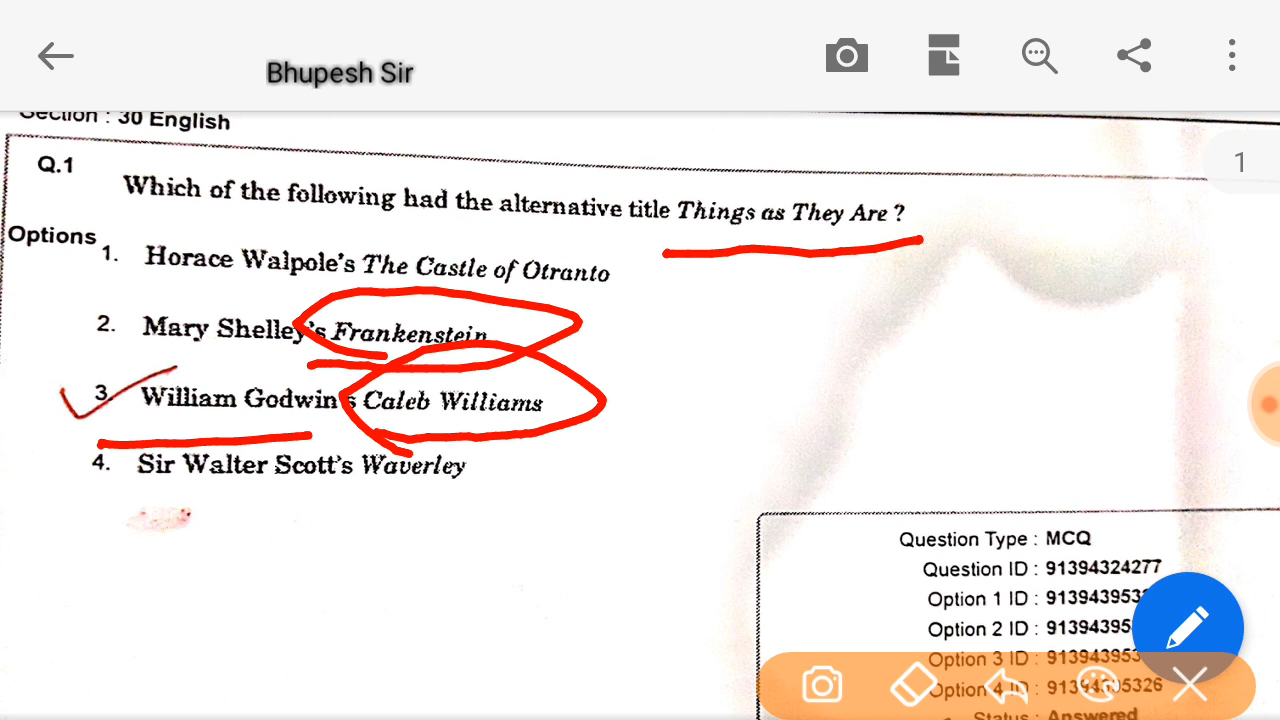 Bhupesh Sir
Section : 30 English
1
Q.1
Which of the following had the alternative title Things as They Are ?
Options
1. Horace Walpole's The Castle of Otranto
2. Mary Shelley's Frankenstein
3. William Godwin's Caleb Williams
4. Sir Walter Scott's Waverley
Question Type : MCQ
Question ID : 91394324277
Option 1 ID :
Option 2 ID :
Option 3 ID :
Option 4 ID :
Status : Answered